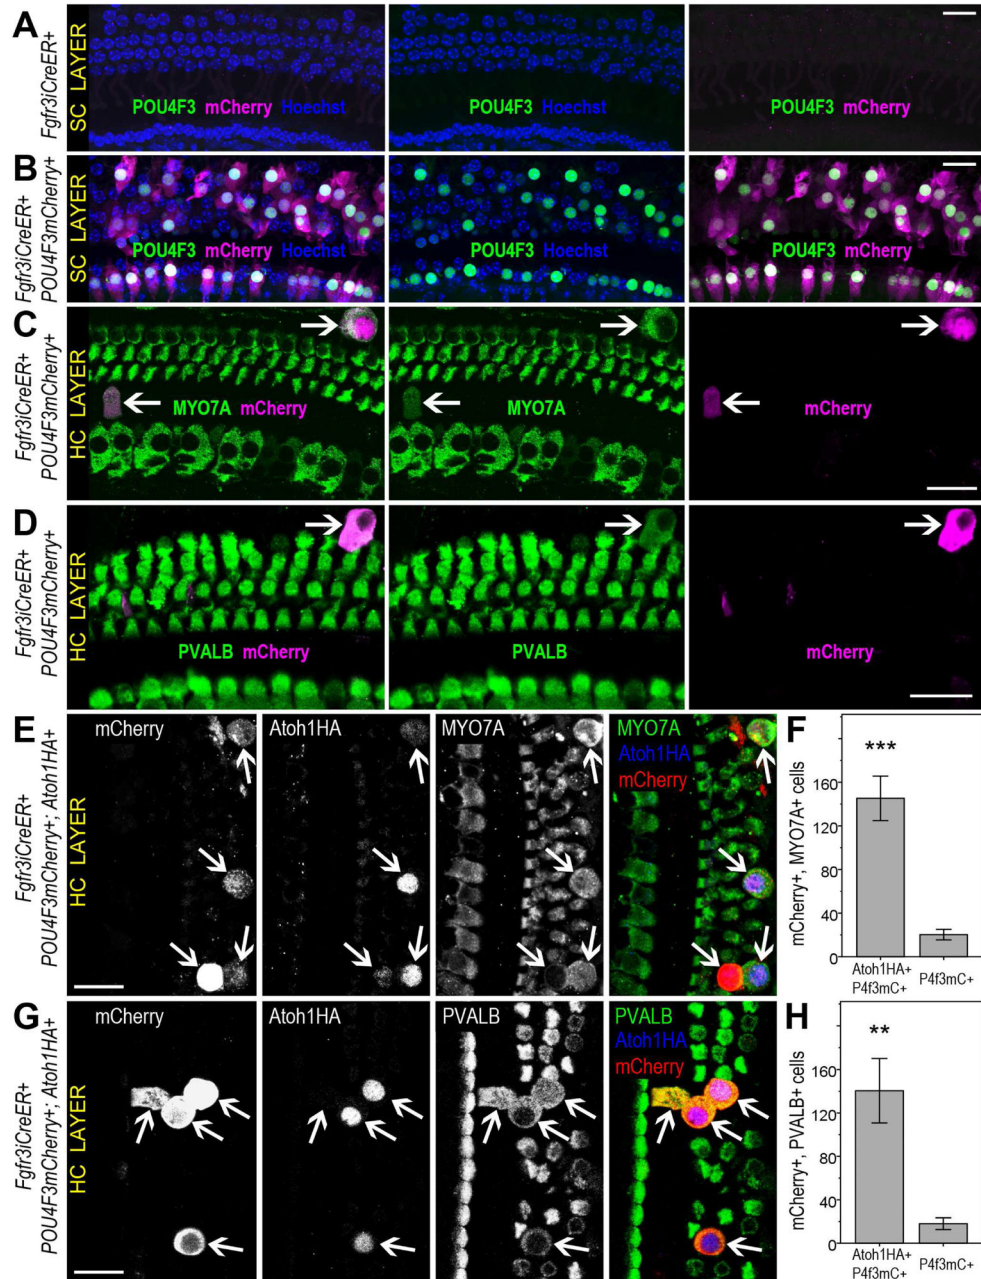 A
Fgfr3iCreER+
SC LAYER
POU4F3 mCherry Hoechst
POU4F3 Hoechst
POU4F3 mCherry
B
Fgfr3iCreER+
POU4F3mCherry+
SC LAYER
POU4F3 mCherry Hoechst
POU4F3 Hoechst
POU4F3 mCherry
C
Fgfr3iCreER+
POU4F3mCherry+
HC LAYER
MYO7A mCherry
MYO7A
mCherry
D
Fgfr3iCreER+
POU4F3mCherry+
HC LAYER
PVALB mCherry
PVALB
mCherry
E
Fgfr3iCreER+
POU4F3mCherry+; Atoh1HA+
HC LAYER
mCherry
Atoh1HA
MYO7A
MYO7A
Atoh1HA
mCherry
F
mCherry+, MYO7A+ cells
160
120
80
40
0
***
Atoh1HA+
P4f3mC+
P4f3mC+
G
Fgfr3iCreER+
POU4F3mCherry+; Atoh1HA+
HC LAYER
mCherry
Atoh1HA
PVALB
PVALB
Atoh1HA
mCherry
H
mCherry+, PVALB+ cells
160
120
80
40
0
**
Atoh1HA+
P4f3mC+
P4f3mC+